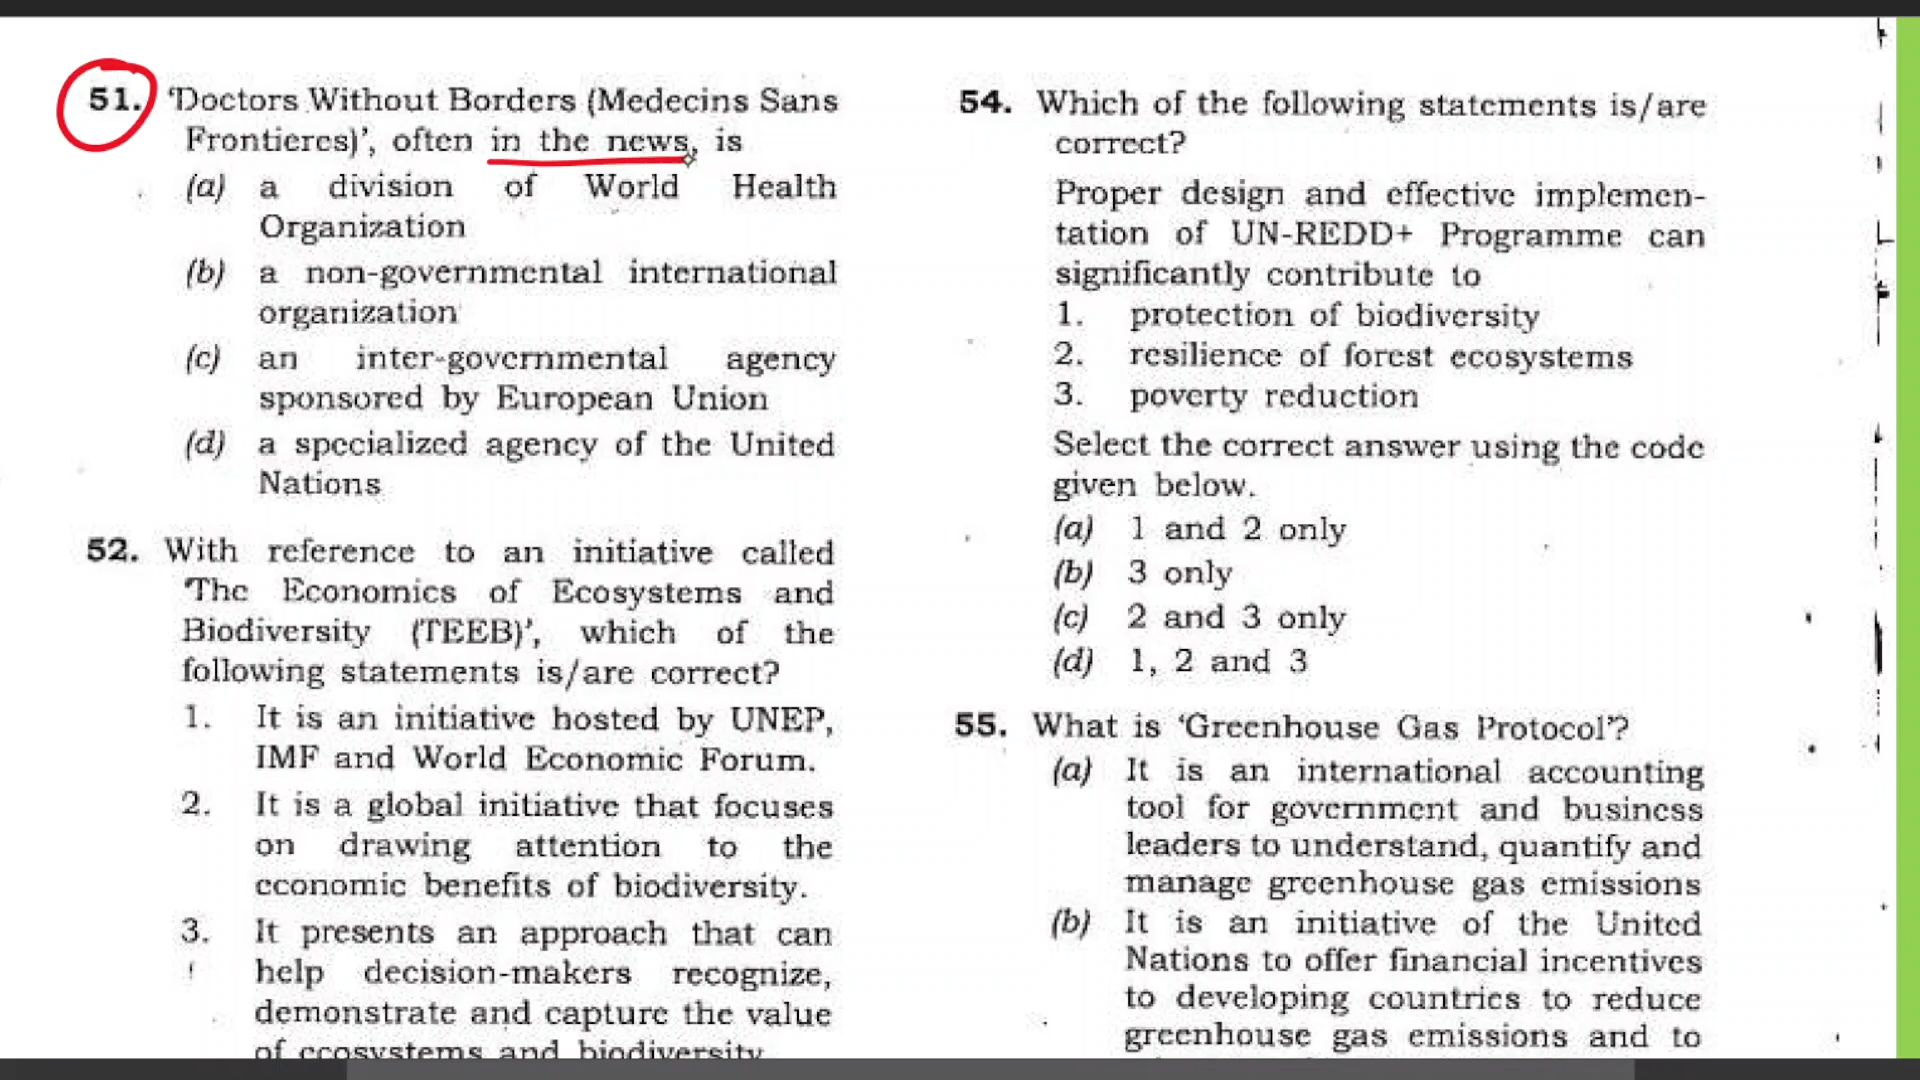 51. 'Doctors Without Borders (Medecins Sans
Frontieres)', often in the news, is
(a) a division of World Health
Organization
(b) a non-governmental international
organization
(c) an inter-governmental agency
sponsored by European Union
(d) a specialized agency of the United
Nations
52. With reference to an initiative called
'The Economics of Ecosystems and
Biodiversity (TEEB)', which of the
following statements is/are correct?
1. It is an initiative hosted by UNEP,
IMF and World Economic Forum.
2. It is a global initiative that focuses
on drawing attention to the
economic benefits of biodiversity.
3. It presents an approach that can
help decision-makers recognize,
demonstrate and capture the value
of ecosystems and biodiversity
54. Which of the following statements is/are
correct?
Proper design and effective implemen-
tation of UN-REDD+ Programme can
significantly contribute to
1. protection of biodiversity
2. resilience of forest ecosystems
3. poverty reduction
Select the correct answer using the code
given below.
(a) 1 and 2 only
(b) 3 only
(c) 2 and 3 only
(d) 1, 2 and 3
55. What is 'Greenhouse Gas Protocol'?
(a) It is an international accounting
tool for government and business
leaders to understand, quantify and
manage greenhouse gas emissions
(b) It is an initiative of the United
Nations to offer financial incentives
to developing countries to reduce
greenhouse gas emissions and to